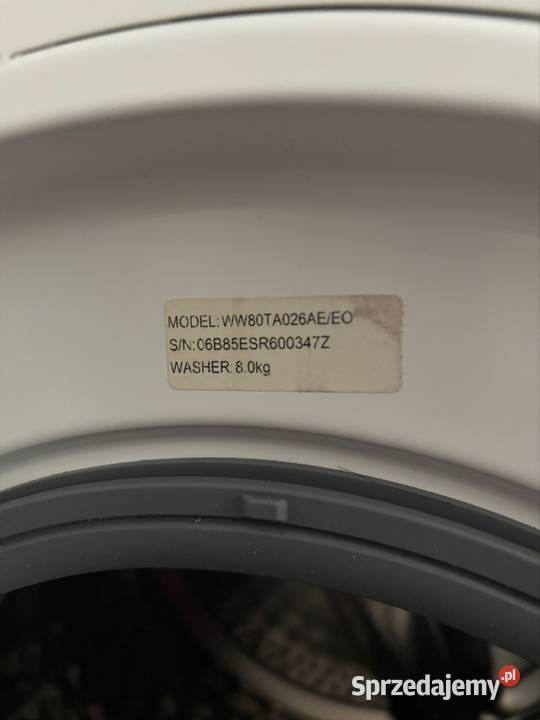 MODEL: WW80TA026AE/EO
S/N: 06B85ESR600347Z
WASHER: 8.0kg
Sprzedajemy.pl